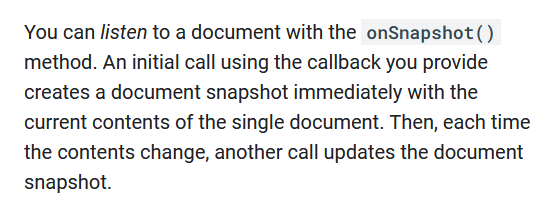 You can listen to a document with the onSnapshot()
method. An initial call using the callback you provide
creates a document snapshot immediately with the
current contents of the single document. Then, each time
the contents change, another call updates the document
snapshot.